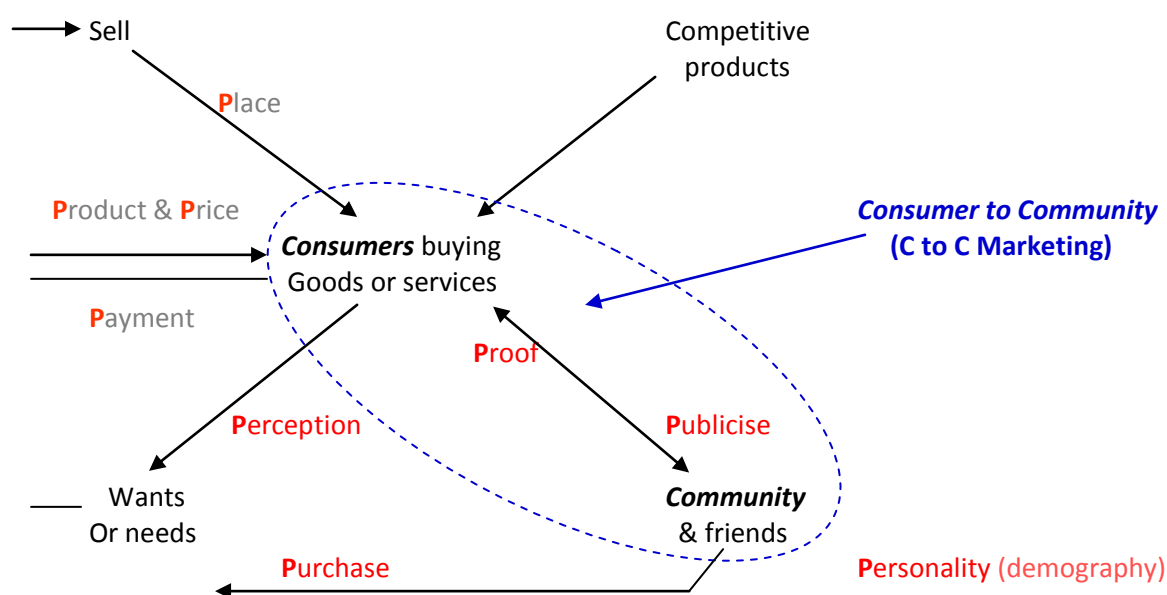 Sell
Competitive
products
Place
Product & Price
Consumer to Community
(C to C Marketing)
Consumers buying
Goods or services
Payment
Proof
Perception
Publicise
Wants
Or needs
Community
& friends
Purchase
Personality (demography)